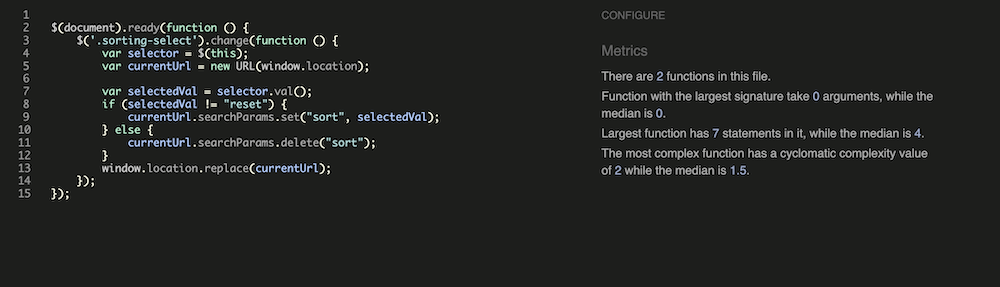 1
2 $(document).ready(function () {
3     $('.sorting-select').change(function () {
4         var selector = $(this);
5         var currentUrl = new URL(window.location);
6
7         var selectedVal = selector.val();
8         if (selectedVal != "reset") {
9             currentUrl.searchParams.set("sort", selectedVal);
10         } else {
11             currentUrl.searchParams.delete("sort");
12         }
13         window.location.replace(currentUrl);
14     });
15 });
CONFIGURE
Metrics
There are 2 functions in this file.
Function with the largest signature take 0 arguments, while the
median is 0.
Largest function has 7 statements in it, while the median is 4.
The most complex function has a cyclomatic complexity value
of 2 while the median is 1.5.